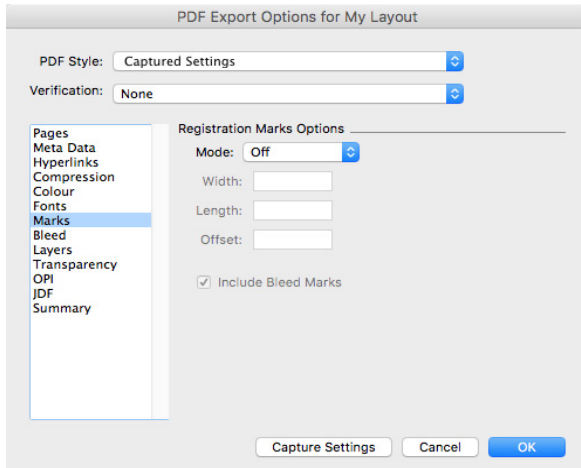 PDF Export Options for My Layout
PDF Style: Captured Settings
Verification: None
Pages
Meta Data
Hyperlinks
Compression
Colour
Fonts
Marks
Bleed
Layers
Transparency
OPI
JDF
Summary
Registration Marks Options
Mode: Off
Width:
Length:
Offset:
Include Bleed Marks
Capture Settings Cancel OK